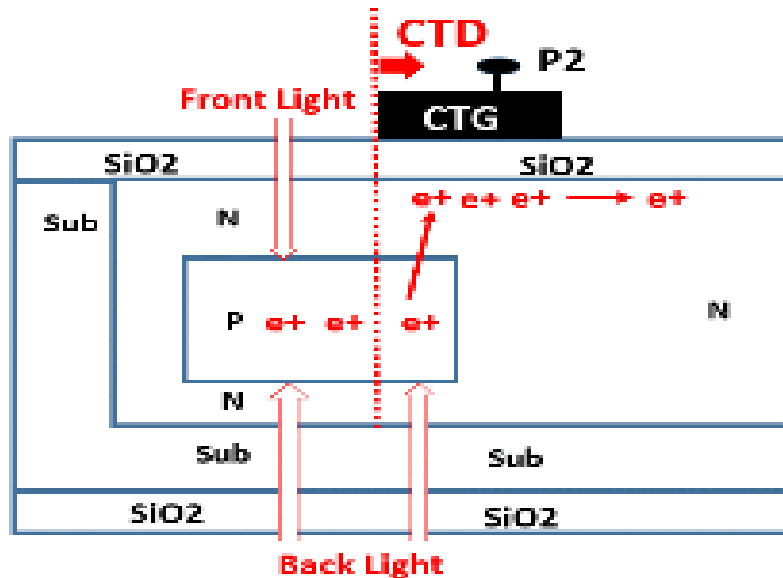 CTD
P2
Front Light
CTG
SiO2 SiO2
Sub N e+ e+ e+ e+
P e+ e+ e+ N
N
Sub Sub
SiO2 SiO2
Back Light